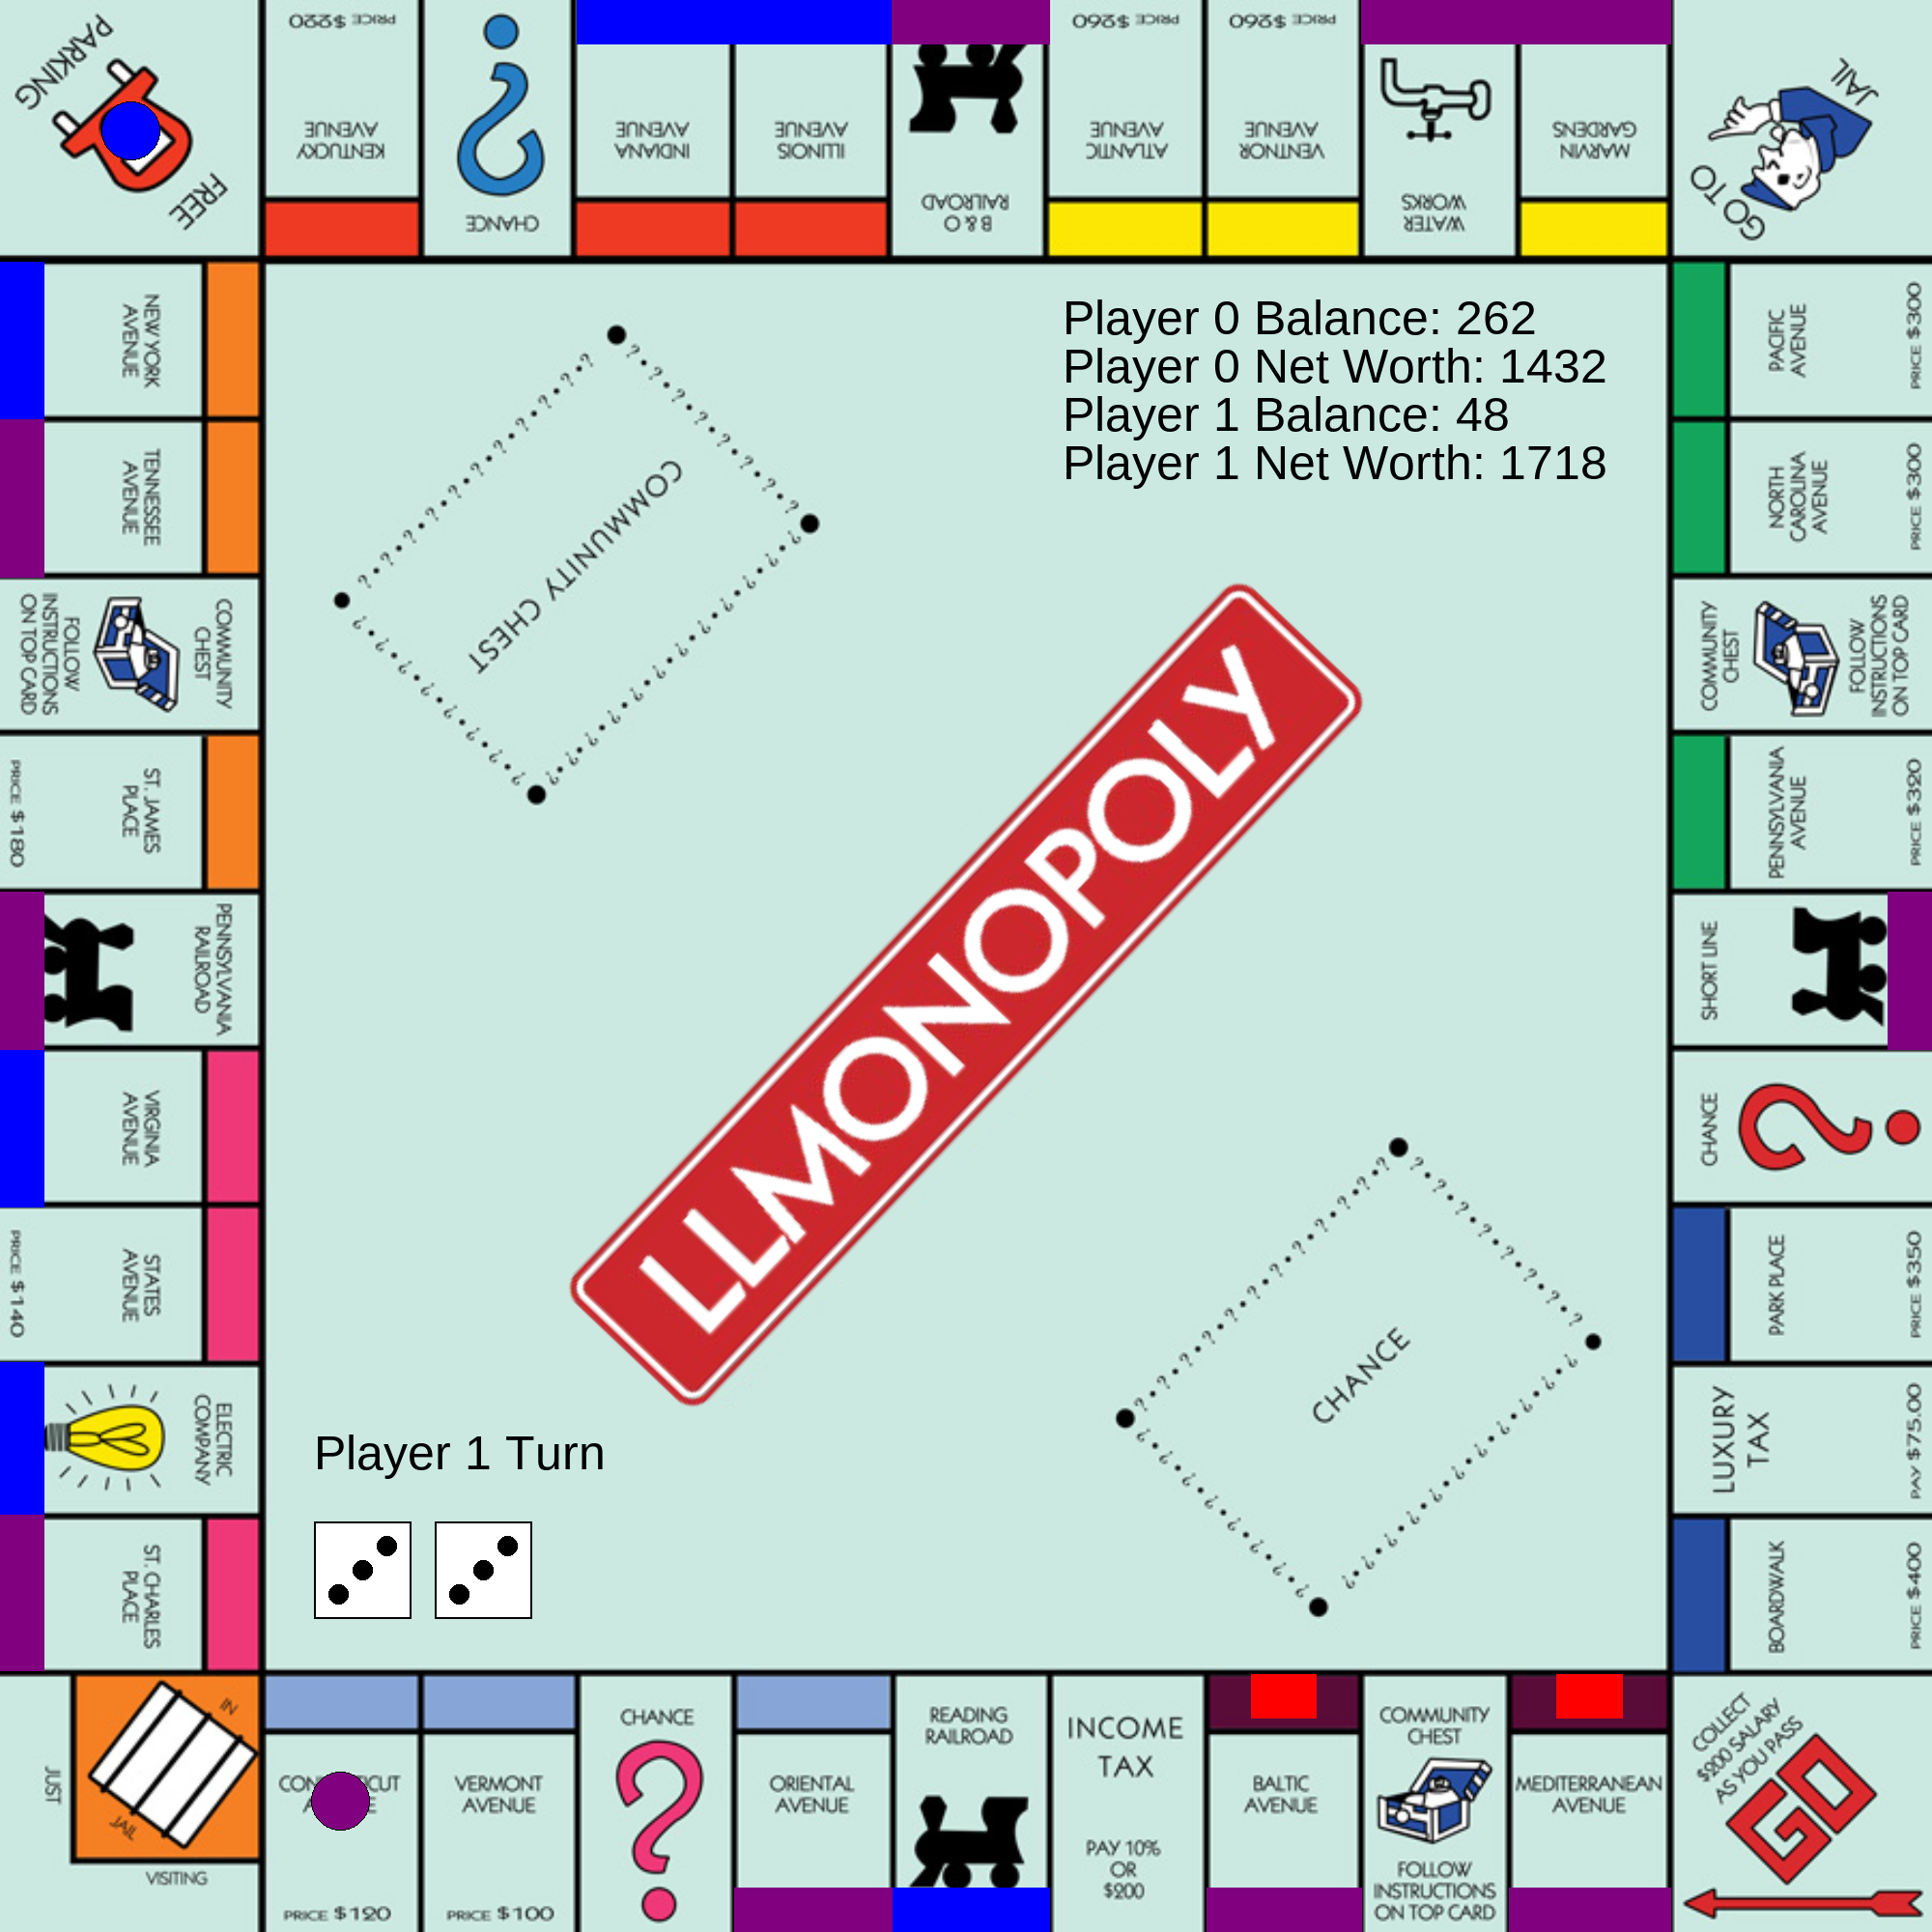 PARKING
FREE
PRICE $220
KENTUCKY
AVENUE
CHANCE
INDIANA
AVENUE
ILLINOIS
AVENUE
B & O
RAILROAD
PRICE $260
ATLANTIC
AVENUE
PRICE $260
VENTNOR
AVENUE
WATER
WORKS
MARVIN
GARDENS
GO TO
JAIL
NEW YORK
AVENUE
TENNESSEE
AVENUE
COMMUNITY
CHEST
FOLLOW
INSTRUCTIONS
ON TOP CARD
ST. JAMES
PLACE
PRICE $180
PENNSYLVANIA
RAILROAD
VIRGINIA
AVENUE
STATES
AVENUE
PRICE $140
ELECTRIC
COMPANY
ST. CHARLES
PLACE
Player 0 Balance: 262
Player 0 Net Worth: 1432
Player 1 Balance: 48
Player 1 Net Worth: 1718
COMMUNITY CHEST
LLMONOPOLY
CHANCE
Player 1 Turn
PACIFIC
AVENUE
PRICE $300
NORTH
CAROLINA
AVENUE
PRICE $300
COMMUNITY
CHEST
FOLLOW
INSTRUCTIONS
ON TOP CARD
PENNSYLVANIA
AVENUE
PRICE $320
SHORT LINE
CHANCE
PARK PLACE
PRICE $350
LUXURY
TAX
PAY $75.00
BOARDWALK
PRICE $400
IN
JAIL
JUST
VISITING
PRICE $120
VERMONT
AVENUE
PRICE $100
CHANCE
ORIENTAL
AVENUE
READING
RAILROAD
INCOME
TAX
PAY 10%
OR
$200
BALTIC
AVENUE
COMMUNITY
CHEST
FOLLOW
INSTRUCTIONS
ON TOP CARD
MEDITERRANEAN
AVENUE
COLLECT
$200 SALARY
AS YOU PASS
GO